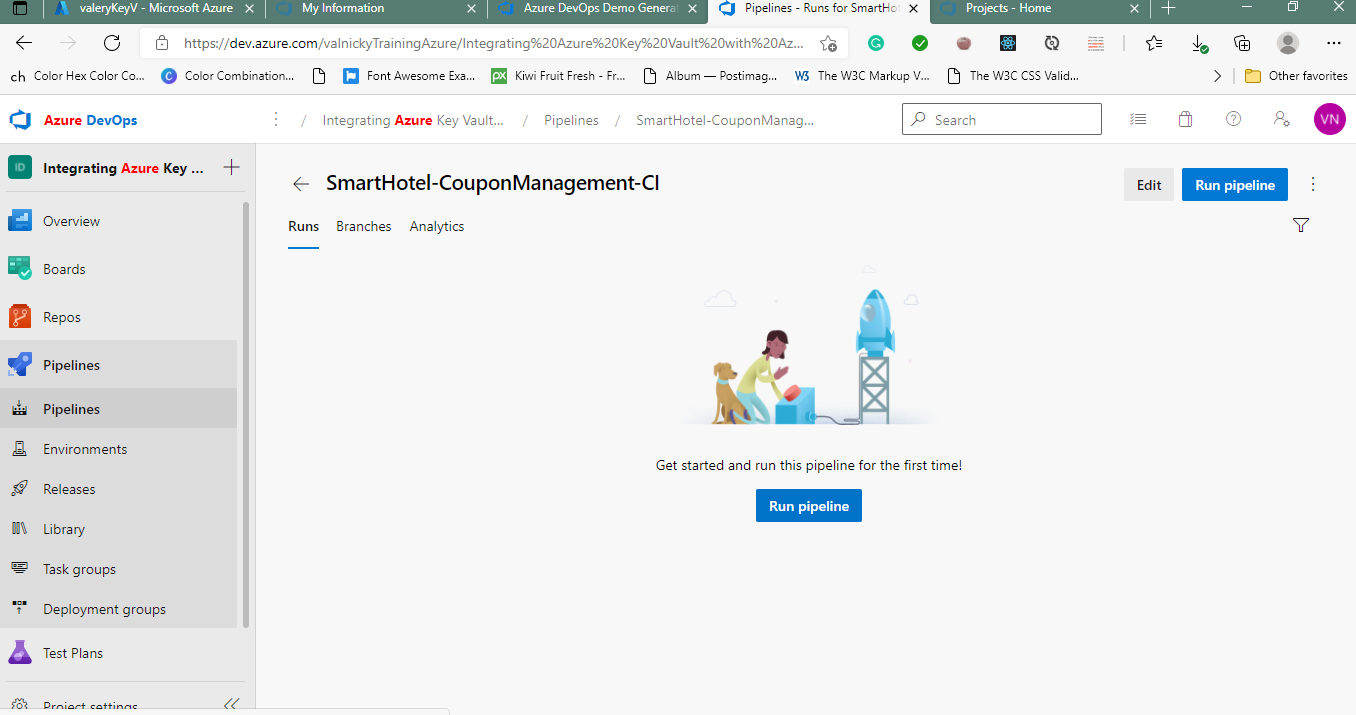 valeryKeyV - Microsoft Azure
My Information
Azure DevOps Demo Genera
Pipelines - Runs for SmartHot
Projects - Home
https://dev.azure.com/valnickyTrainingAzure/Integrating%20Azure%20Key%20Vault%20with%20Az...
ch Color Hex Color Co...
Color Combination...
Font Awesome Exa...
Kiwi Fruit Fresh - Fr...
Album — Postimag...
The W3C Markup V...
The W3C CSS Valid...
Other favorites
Azure DevOps
/ Integrating Azure Key Vault... / Pipelines / SmartHotel-CouponManag...
Search
VN
ID
Integrating Azure Key ...
SmartHotel-CouponManagement-CI
Edit
Run pipeline
Overview
Runs
Branches
Analytics
Boards
Repos
Pipelines
Pipelines
Environments
Get started and run this pipeline for the first time!
Releases
Run pipeline
Library
Task groups
Deployment groups
Test Plans
Project settings